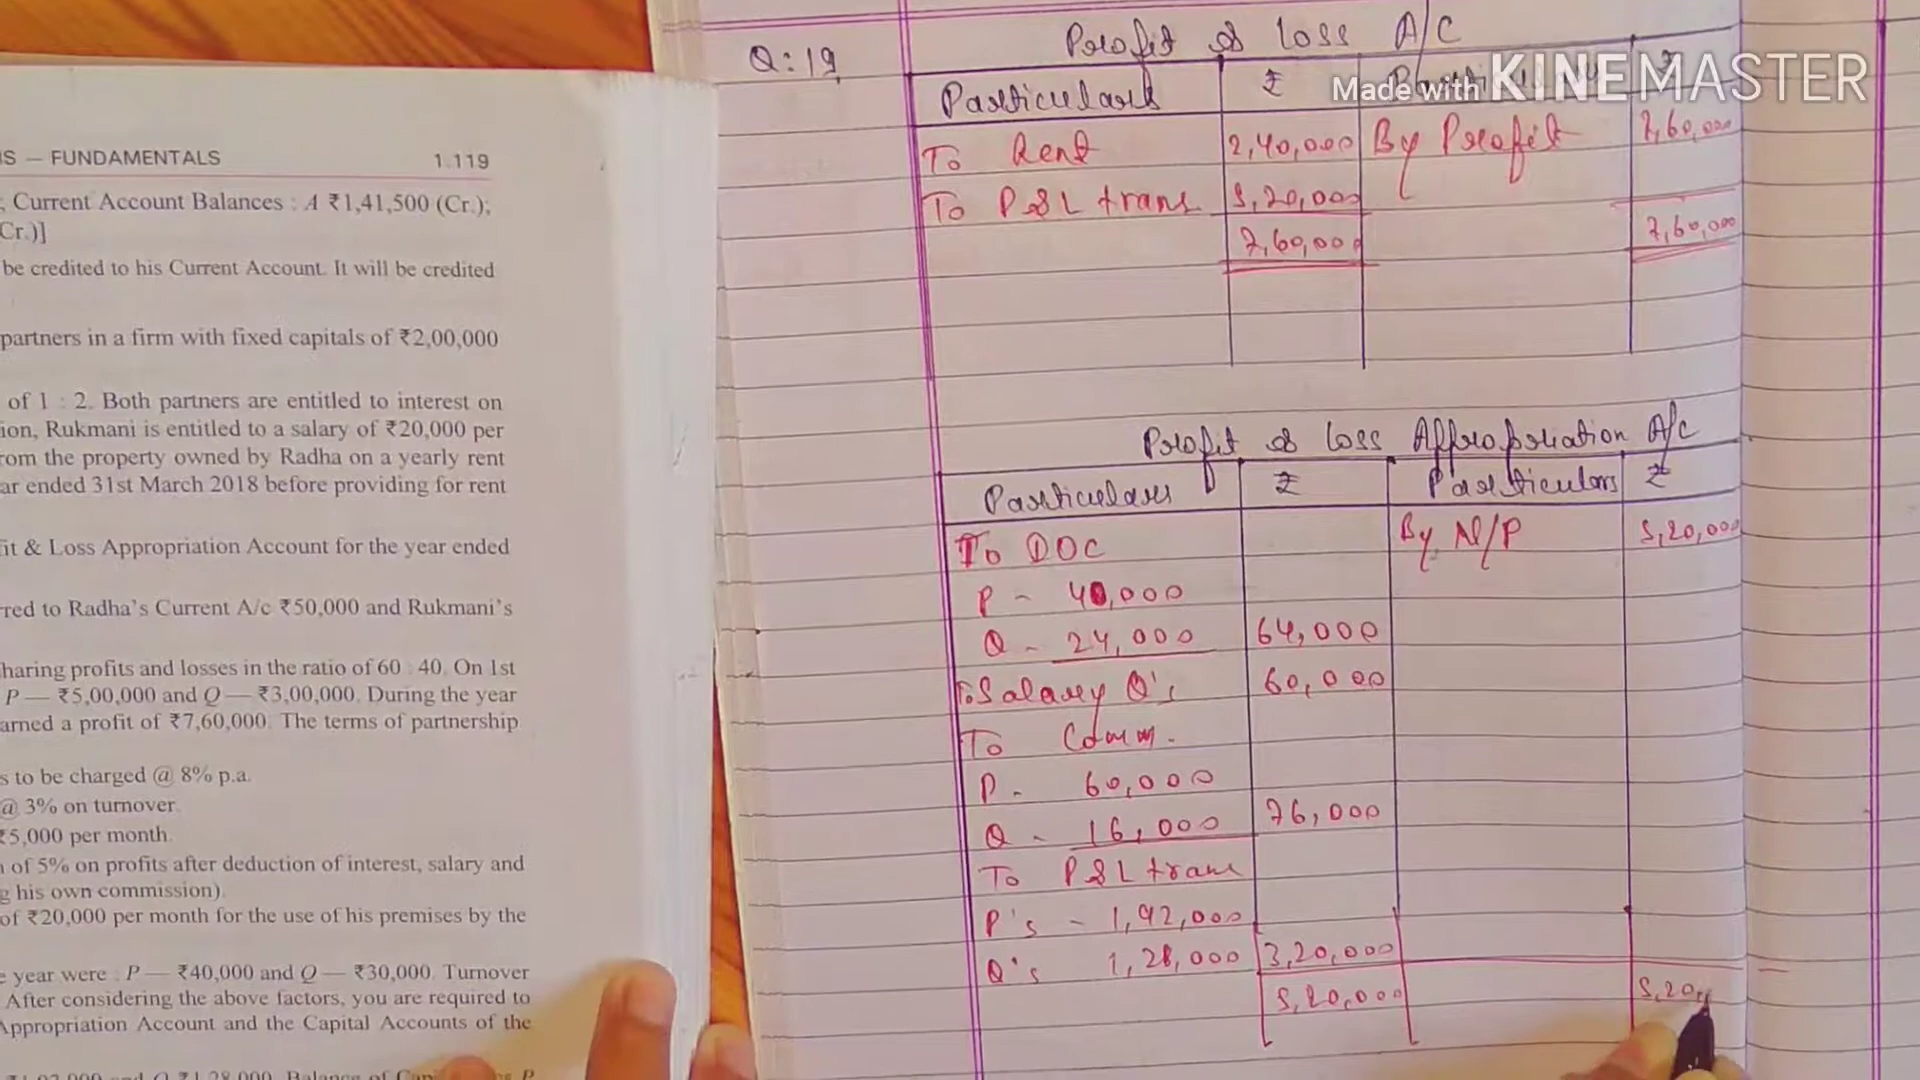 S – FUNDAMENTALS 1.119
; Current Account Balances : A ₹1,41,500 (Cr.);
Cr.)]
be credited to his Current Account. It will be credited
partners in a firm with fixed capitals of ₹2,00,000
of 1 : 2. Both partners are entitled to interest on
ion, Rukmani is entitled to a salary of ₹20,000 per
rom the property owned by Radha on a yearly rent
ar ended 31st March 2018 before providing for rent
fit & Loss Appropriation Account for the year ended
rred to Radha's Current A/c ₹50,000 and Rukmani's
haring profits and losses in the ratio of 60 : 40. On 1st
P — ₹5,00,000 and Q — ₹3,00,000. During the year
arned a profit of ₹7,60,000. The terms of partnership
s to be charged @ 8% p.a.
@ 3% on turnover.
₹5,000 per month.
n of 5% on profits after deduction of interest, salary and
g his own commission).
of ₹20,000 per month for the use of his premises by the
e year were : P — ₹40,000 and Q — ₹30,000. Turnover
After considering the above factors, you are required to
Appropriation Account and the Capital Accounts of the
Q ₹1,28,000, Balance of
Q:19
Profit & loss A/C
Made with KINEMASTER
Particulars ₹
To Rent 2,40,000 By Profit 7,60,000
To P&L trans. 5,20,000
7,60,000 7,60,000
Profit & loss Appropriation A/c
Particulars ₹ Particulars ₹
To IOC By N/P 5,20,000
P - 40,000
Q - 24,000 64,000
To Salary Q's 60,000
To Comm.
P - 60,000
Q - 16,000 76,000
To P&L trans
P's - 1,92,000
Q's 1,28,000 3,20,000
5,20,000 5,20,